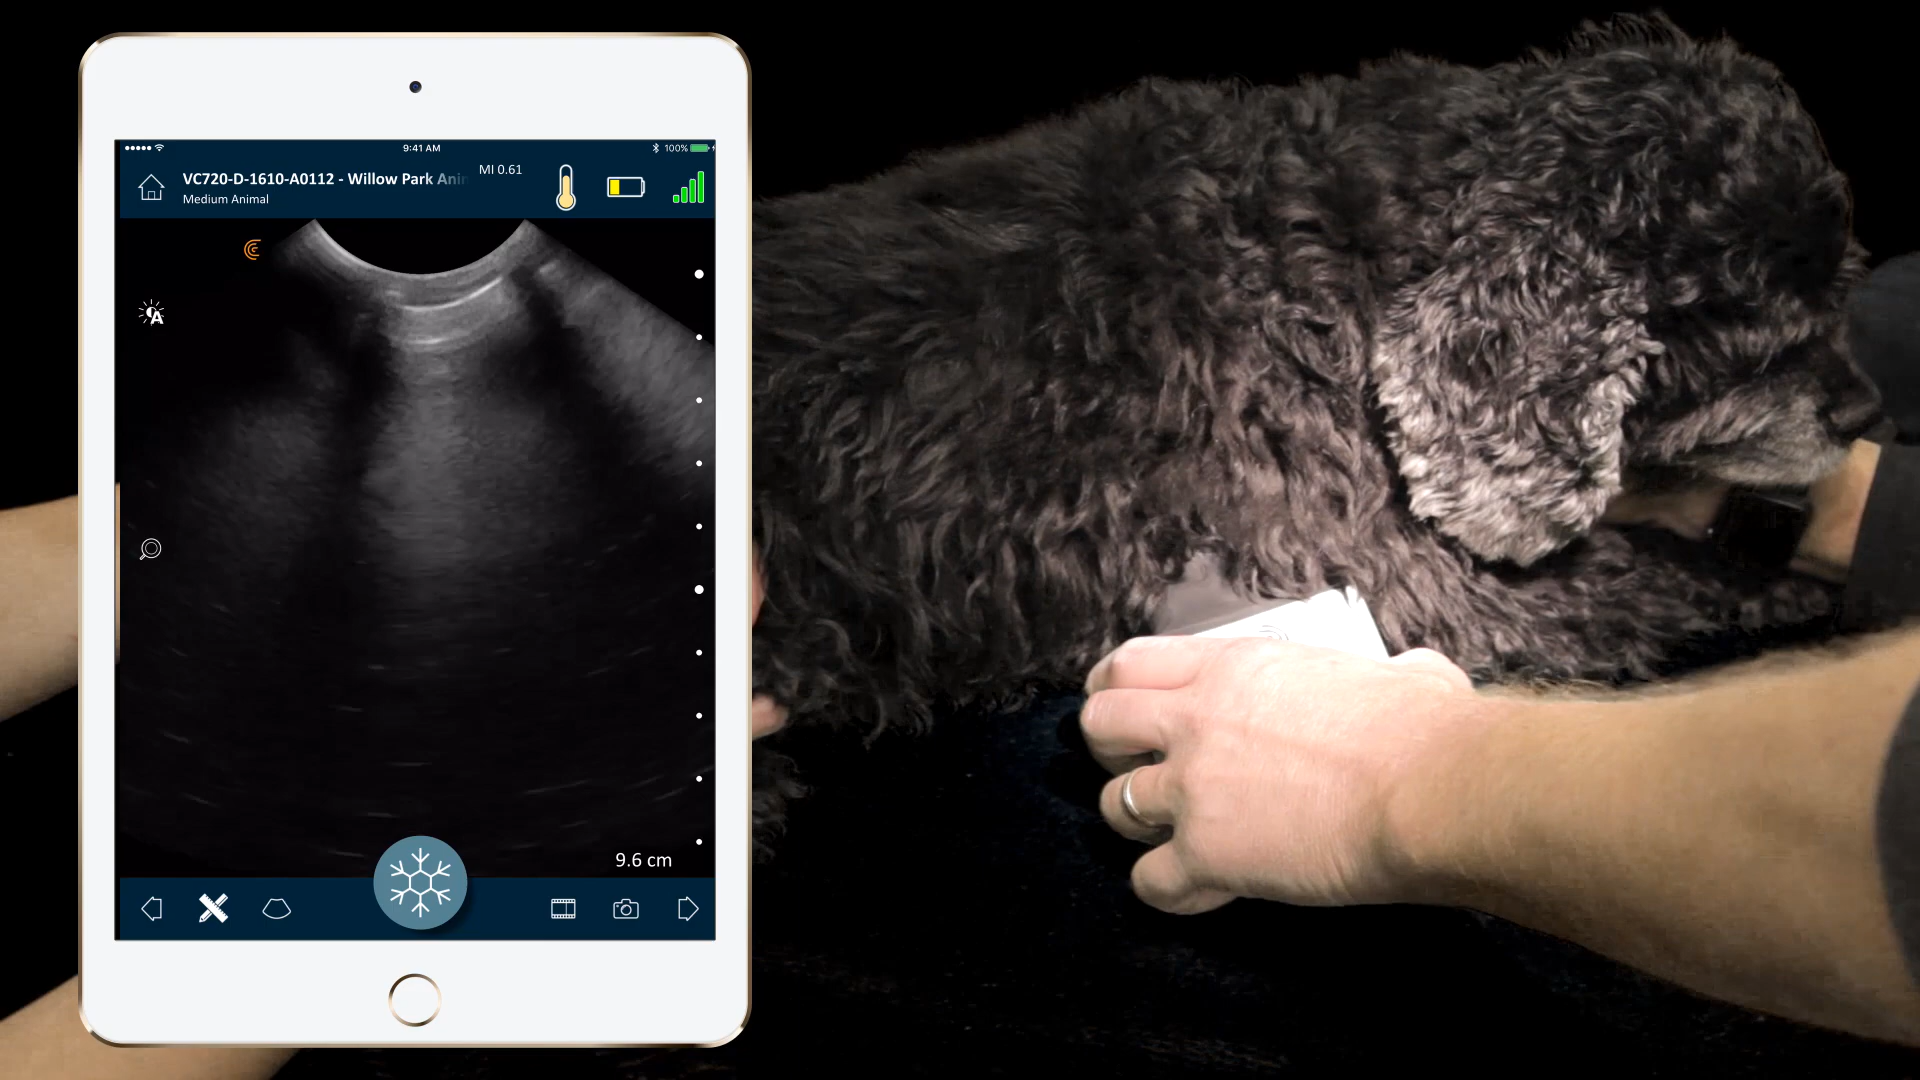 9:41 AM
100%
VC720-D-1610-A0112 - Willow Park Ani
MI 0.61
Medium Animal
A
9.6 cm